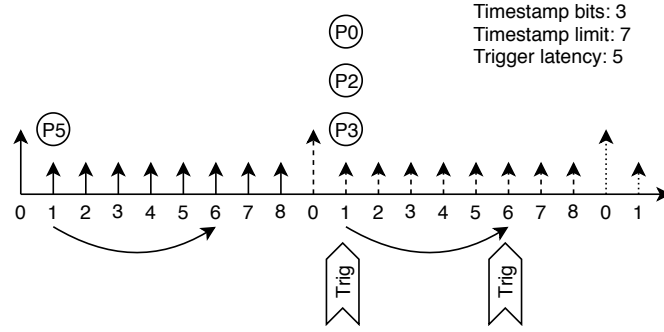 Timestamp bits: 3
Timestamp limit: 7
Trigger latency: 5
P0
P2
P5
P3
0 1 2 3 4 5 6 7 8 0 1 2 3 4 5 6 7 8 0 1
Trig
Trig